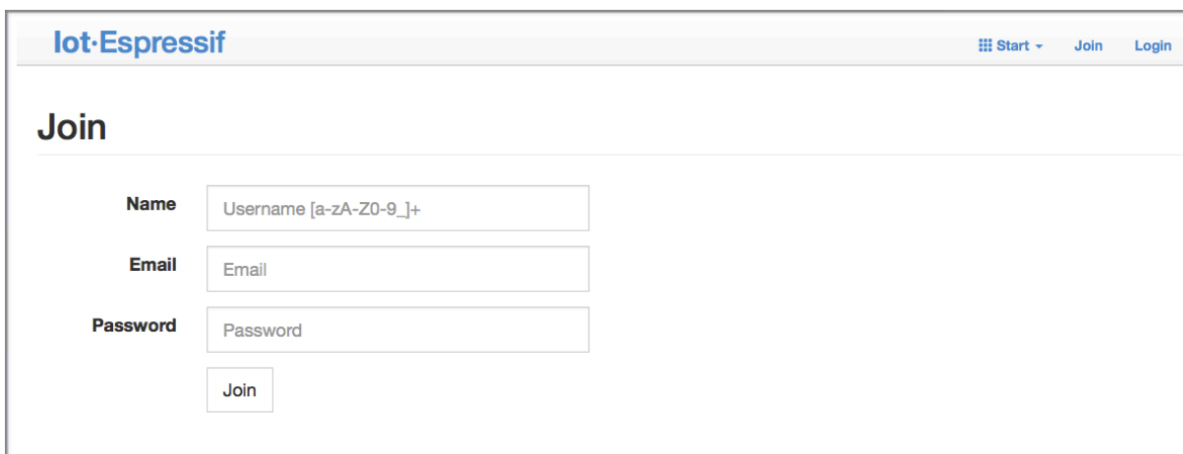 Iot·Espressif
Start Join Login
Join
Name Username [a-zA-Z0-9_]+
Email Email
Password Password
Join